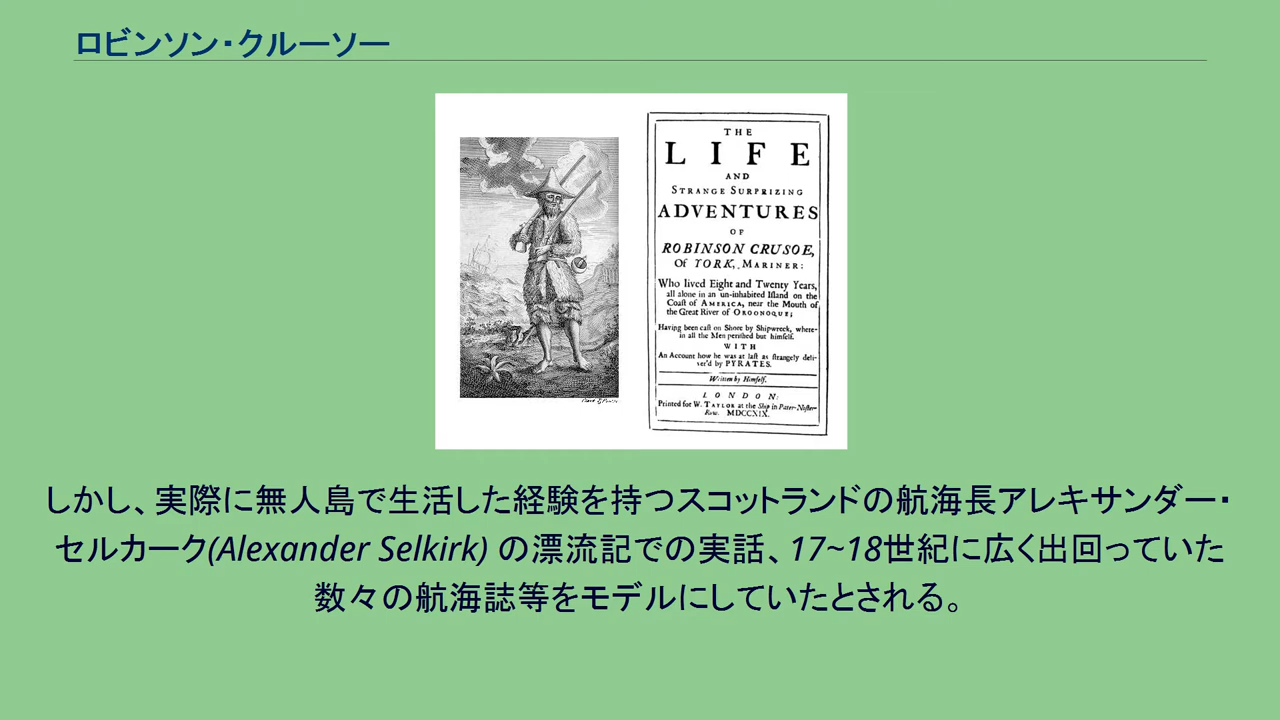 ロビンソン・クルーソー
THE
LIFE
AND
STRANGE SURPRIZING
ADVENTURES
OF
ROBINSON CRUSOE,
Of YORK, MARINER:
Who lived Eight and Twenty Years,
all alone in an un-inhabited Iſland on the
Coaſt of AMERICA, near the Mouth of
the Great River of OROONOQUE;
Having been caſt on Shore by Shipwreck, where-
in all the Men periſhed but himſelf.
WITH
An Account how he was at laſt as ſtrangely deli-
ver'd by PYRATES.
Written by Himſelf.
LONDON:
Printed for W. TAYLOR at the Ship in Pater-Noſter-
Row. MDCCXIX.
しかし、実際に無人島で生活した経験を持つスコットランドの航海長アレキサンダー・
セルカーク(Alexander Selkirk) の漂流記での実話、17~18世紀に広く出回っていた
数々の航海誌等をモデルにしていたとされる。